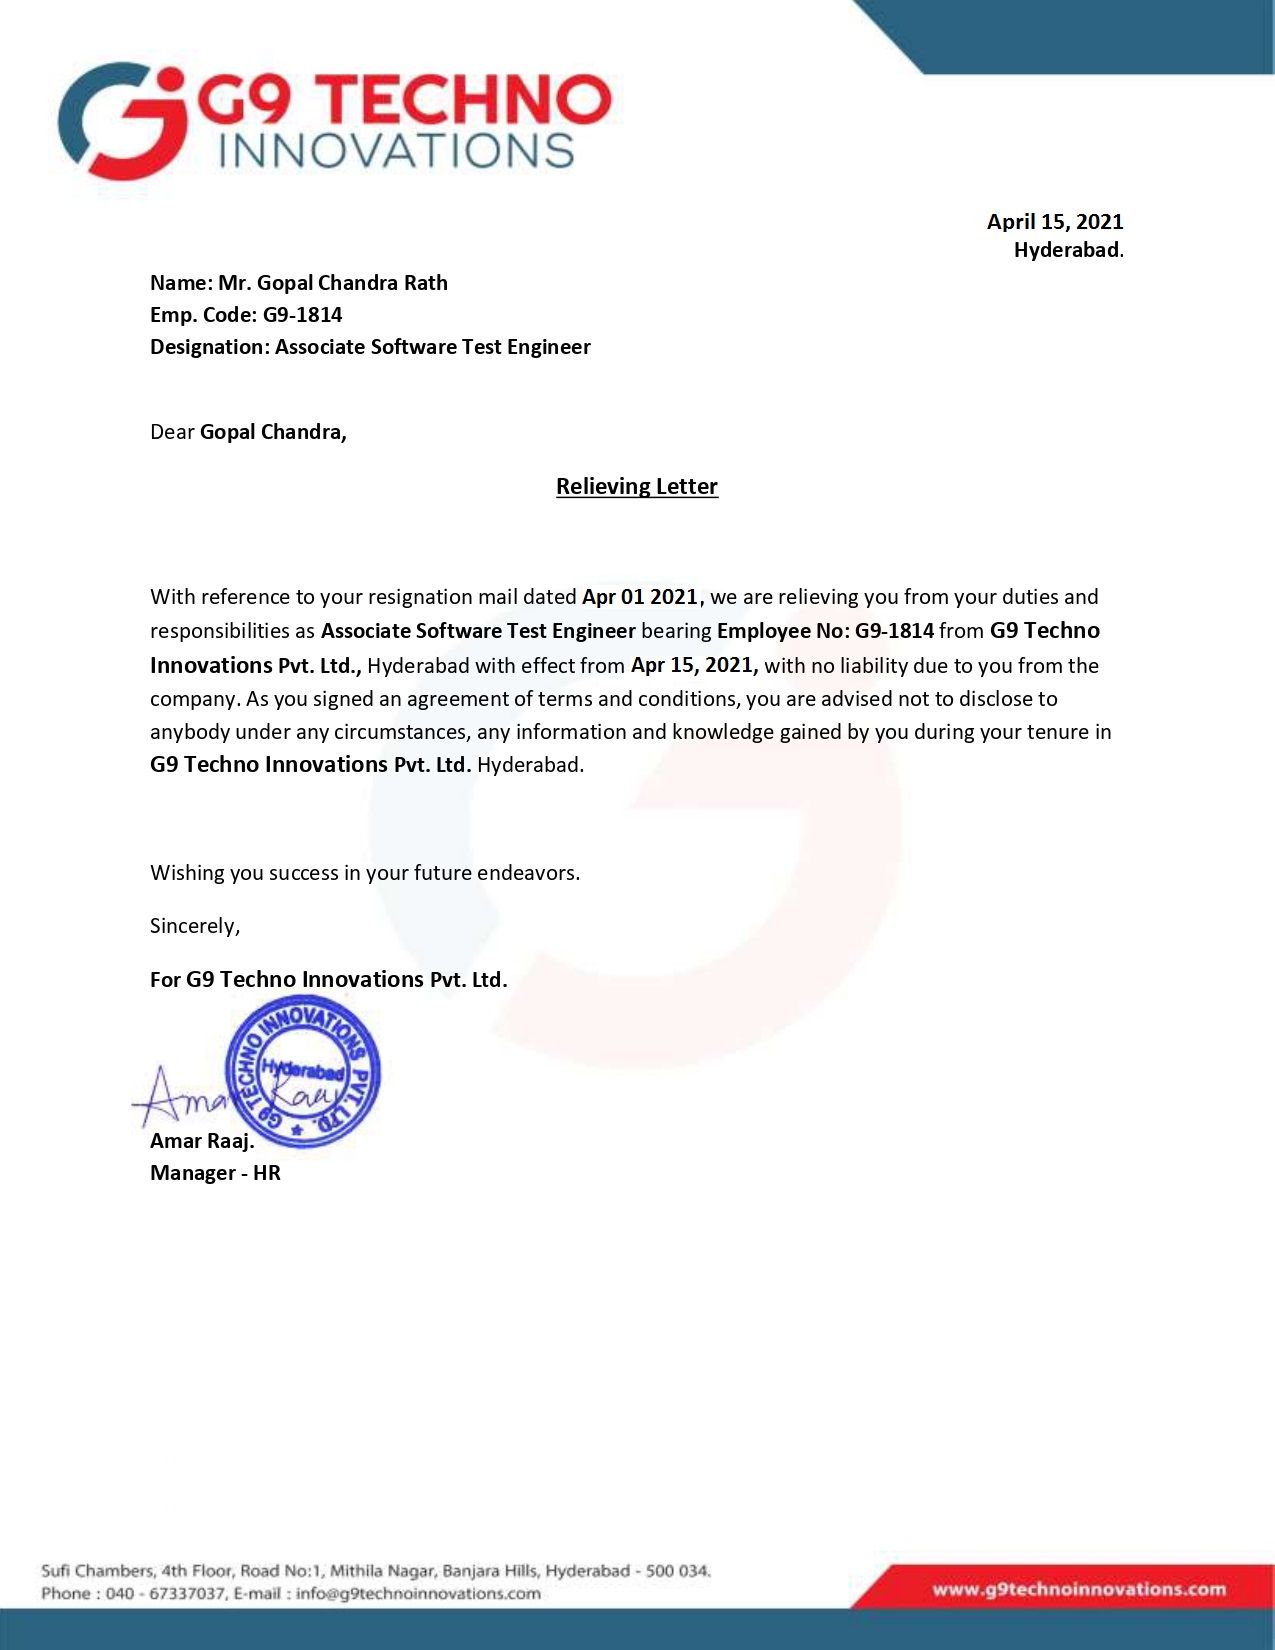 G9 TECHNO
INNOVATIONS
April 15, 2021
Hyderabad.
Name: Mr. Gopal Chandra Rath
Emp. Code: G9-1814
Designation: Associate Software Test Engineer
Dear Gopal Chandra,
Relieving Letter
With reference to your resignation mail dated Apr 01 2021, we are relieving you from your duties and
responsibilities as Associate Software Test Engineer bearing Employee No: G9-1814 from G9 Techno
Innovations Pvt. Ltd., Hyderabad with effect from Apr 15, 2021, with no liability due to you from the
company. As you signed an agreement of terms and conditions, you are advised not to disclose to
anybody under any circumstances, any information and knowledge gained by you during your tenure in
G9 Techno Innovations Pvt. Ltd. Hyderabad.
Wishing you success in your future endeavors.
Sincerely,
For G9 Techno Innovations Pvt. Ltd.
G9 TECHNO INNOVATIONS PVT. LTD.
Hyderabad
Amar Raaj
Amar Raaj.
Manager - HR
Sufi Chambers, 4th Floor, Road No:1, Mithila Nagar, Banjara Hills, Hyderabad - 500 034.
Phone : 040 - 67337037, E-mail : info@g9technoinnovations.com
www.g9technoinnovations.com